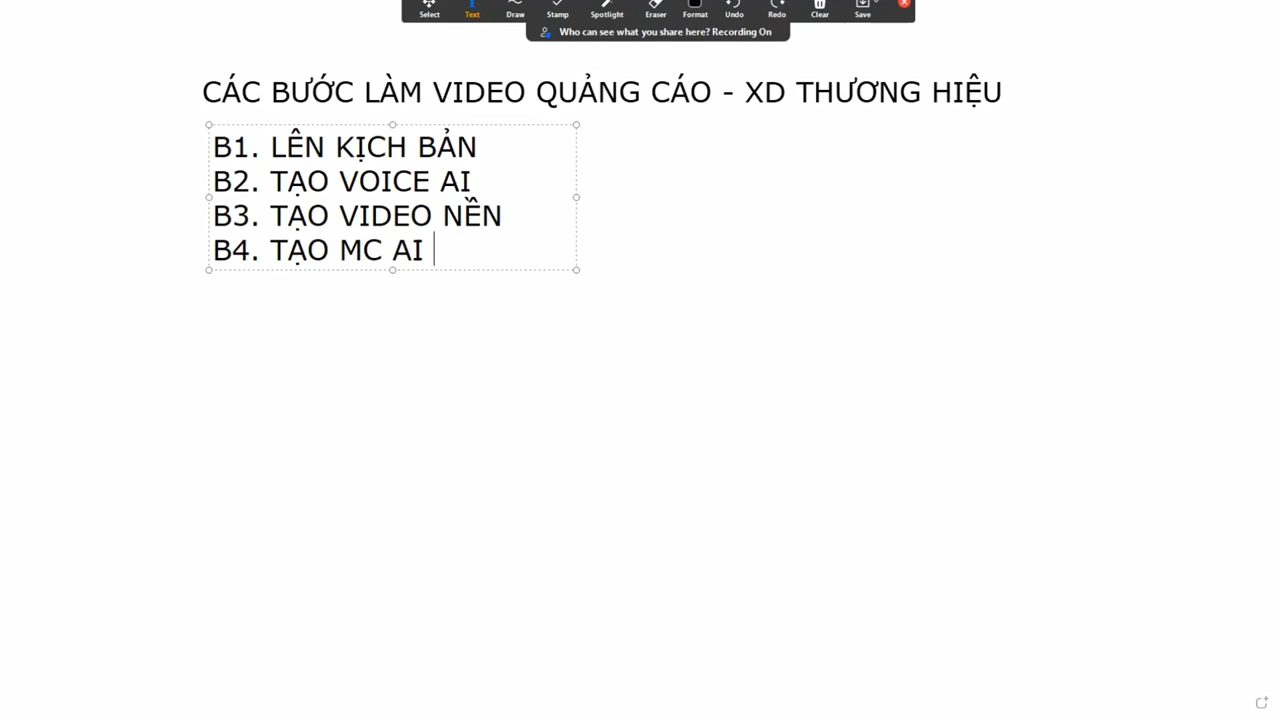 Select Text Draw Stamp Spotlight Eraser Format Undo Redo Clear Save
Who can see what you share here? Recording On
CÁC BƯỚC LÀM VIDEO QUẢNG CÁO - XD THƯƠNG HIỆU
B1. LÊN KỊCH BẢN
B2. TẠO VOICE AI
B3. TẠO VIDEO NỀN
B4. TẠO MC AI